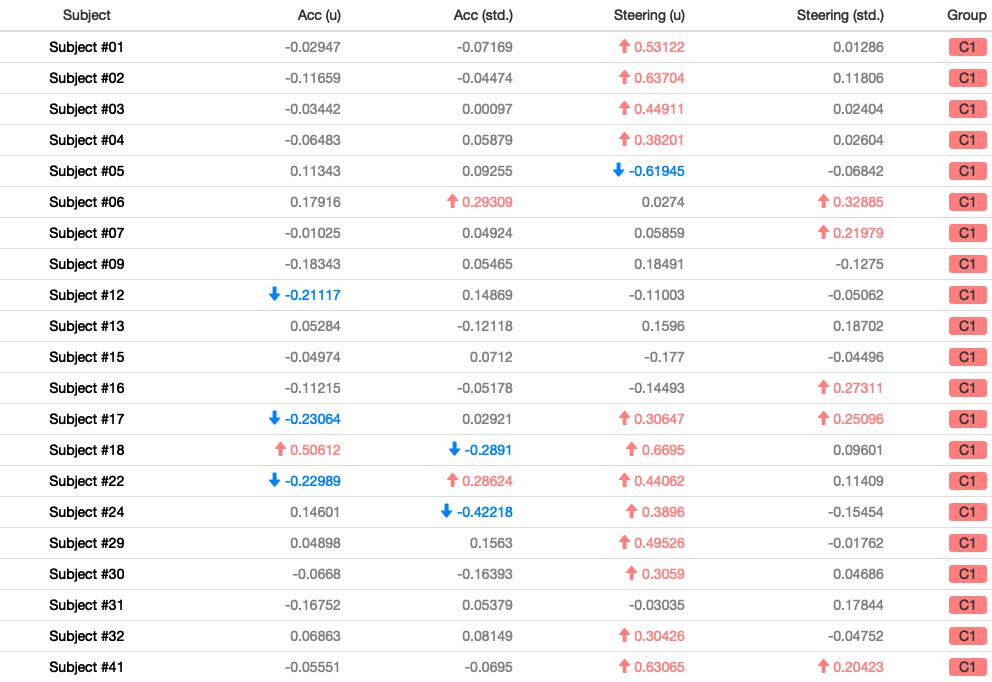 Subject Acc (u) Acc (std.) Steering (u) Steering (std.) Group
Subject #01 -0.02947 -0.07169 0.53122 0.01286 C1
Subject #02 -0.11659 -0.04474 0.63704 0.11806 C1
Subject #03 -0.03442 0.00097 0.44911 0.02404 C1
Subject #04 -0.06483 0.05879 0.38201 0.02604 C1
Subject #05 0.11343 0.09255 -0.61945 -0.06842 C1
Subject #06 0.17916 0.29309 0.0274 0.32885 C1
Subject #07 -0.01025 0.04924 0.05859 0.21979 C1
Subject #09 -0.18343 0.05465 0.18491 -0.1275 C1
Subject #12 -0.21117 0.14869 -0.11003 -0.05062 C1
Subject #13 0.05284 -0.12118 0.1596 0.18702 C1
Subject #15 -0.04974 0.0712 -0.177 -0.04496 C1
Subject #16 -0.11215 -0.05178 -0.14493 0.27311 C1
Subject #17 -0.23064 0.02921 0.30647 0.25096 C1
Subject #18 0.50612 -0.2891 0.6695 0.09601 C1
Subject #22 -0.22989 0.28624 0.44062 0.11409 C1
Subject #24 0.14601 -0.42218 0.3896 -0.15454 C1
Subject #29 0.04898 0.1563 0.49526 -0.01762 C1
Subject #30 -0.0668 -0.16393 0.3059 0.04686 C1
Subject #31 -0.16752 0.05379 -0.03035 0.17844 C1
Subject #32 0.06863 0.08149 0.30426 -0.04752 C1
Subject #41 -0.05551 -0.0695 0.63065 0.20423 C1